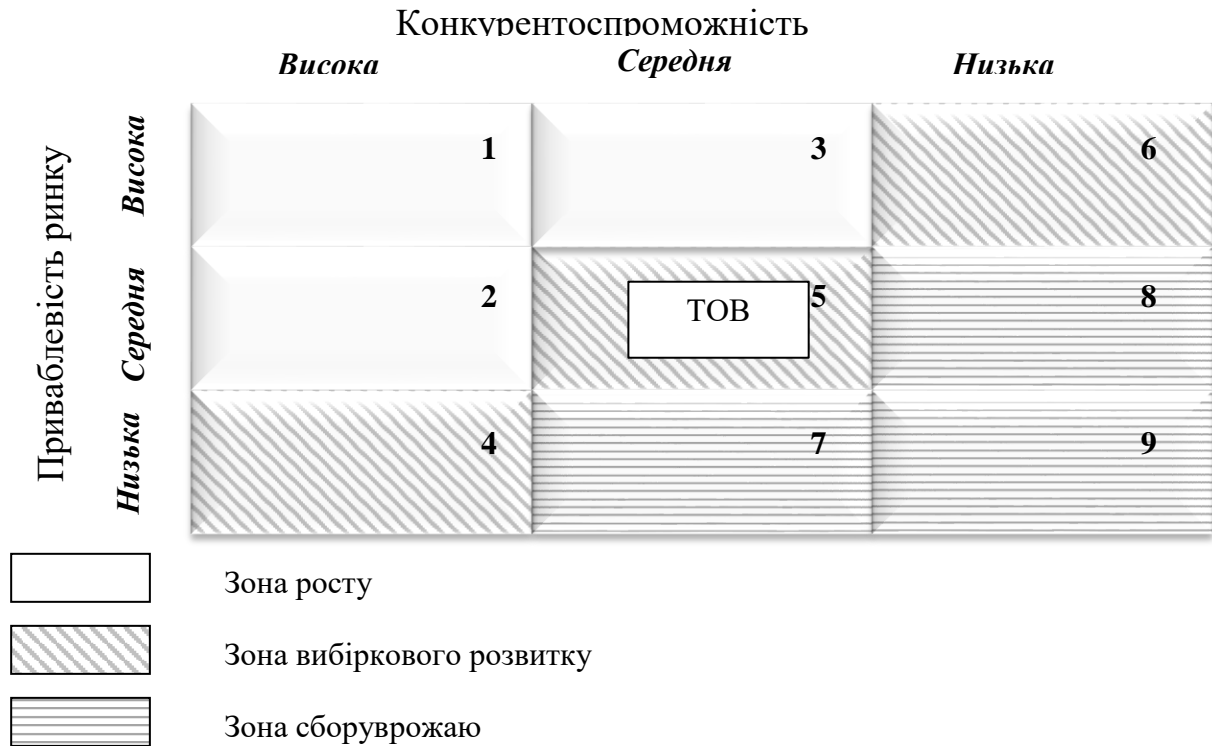 Конкурентоспроможність
Висока Середня Низька
Привабливість ринку
Висока
1 3 6
Середня
2 ТОВ 5 8
Низька
4 7 9
Зона росту
Зона вибіркового розвитку
Зона сборуврожаю